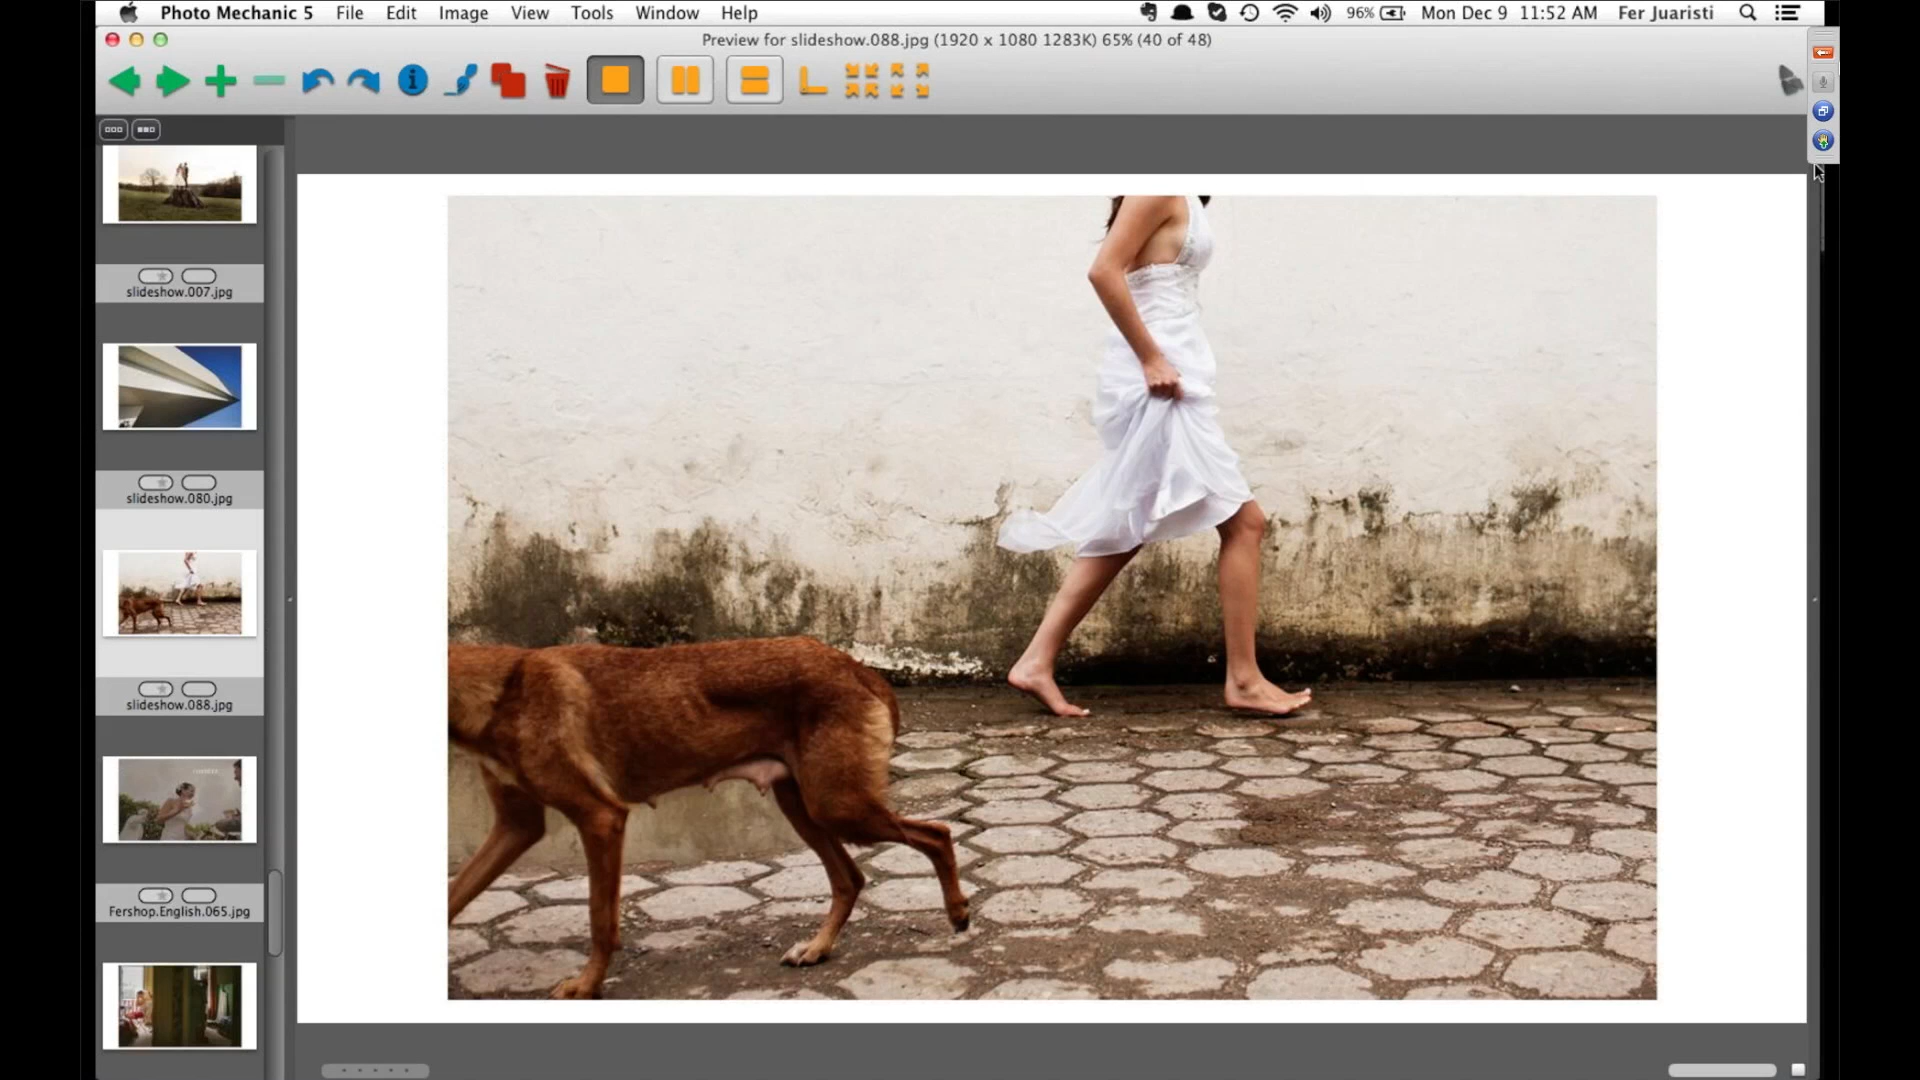 Photo Mechanic 5 File Edit Image View Tools Window Help 96% Mon Dec 9 11:52 AM Fer Juaristi
Preview for slideshow.088.jpg (1920 x 1080 1283K) 65% (40 of 48)
slideshow.007.jpg
slideshow.080.jpg
slideshow.088.jpg
Fershop.English.065.jpg